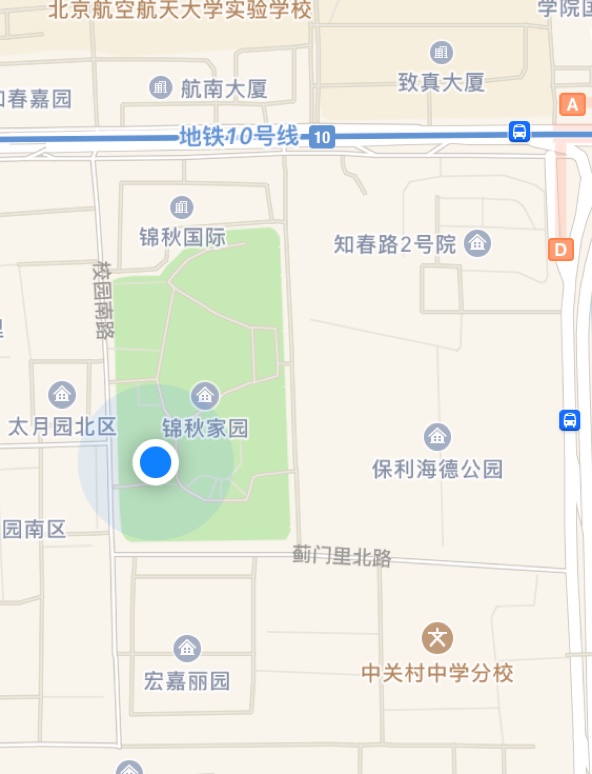 北京航空航天大学实验学校
学院国
致真大厦
航南大厦
春嘉园
A
地铁10号线 10
锦秋国际
知春路2号院
D
校园南路
太月园北区
锦秋家园
保利海德公园
园南区
蓟门里北路
宏嘉丽园
中关村中学分校